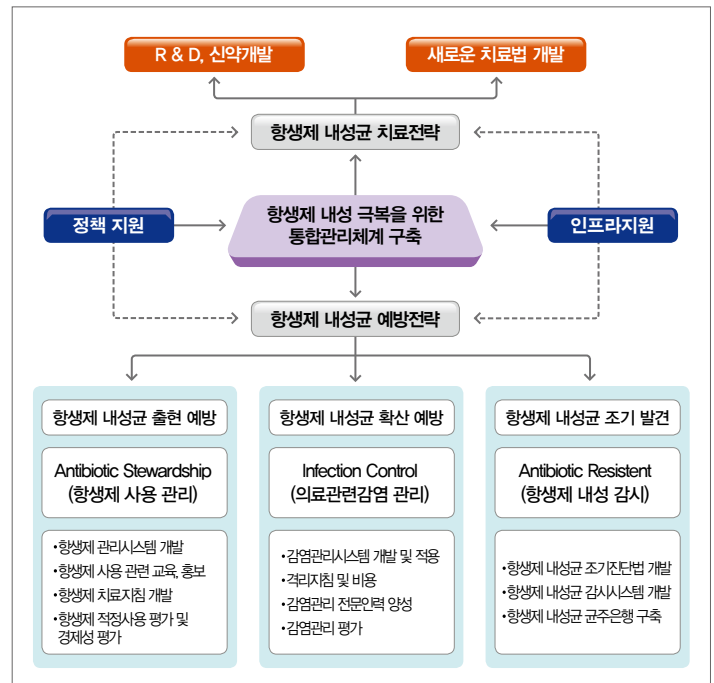 R & D, 신약개발
새로운 치료법 개발
항생제 내성균 치료전략
정책 지원
항생제 내성 극복을 위한
통합관리체계 구축
인프라지원
항생제 내성균 예방전략
항생제 내성균 출현 예방
Antibiotic Stewardship
(항생제 사용 관리)
•항생제 관리시스템 개발
•항생제 사용 관련 교육, 홍보
•항생제 치료지침 개발
•항생제 적정사용 평가 및
경제성 평가
항생제 내성균 확산 예방
Infection Control
(의료관련감염 관리)
•감염관리시스템 개발 및 적용
•격리지침 및 비용
•감염관리 전문인력 양성
•감염관리 평가
항생제 내성균 조기 발견
Antibiotic Resistent
(항생제 내성 감시)
•항생제 내성균 조기진단법 개발
•항생제 내성균 감시시스템 개발
•항생제 내성균 균주은행 구축